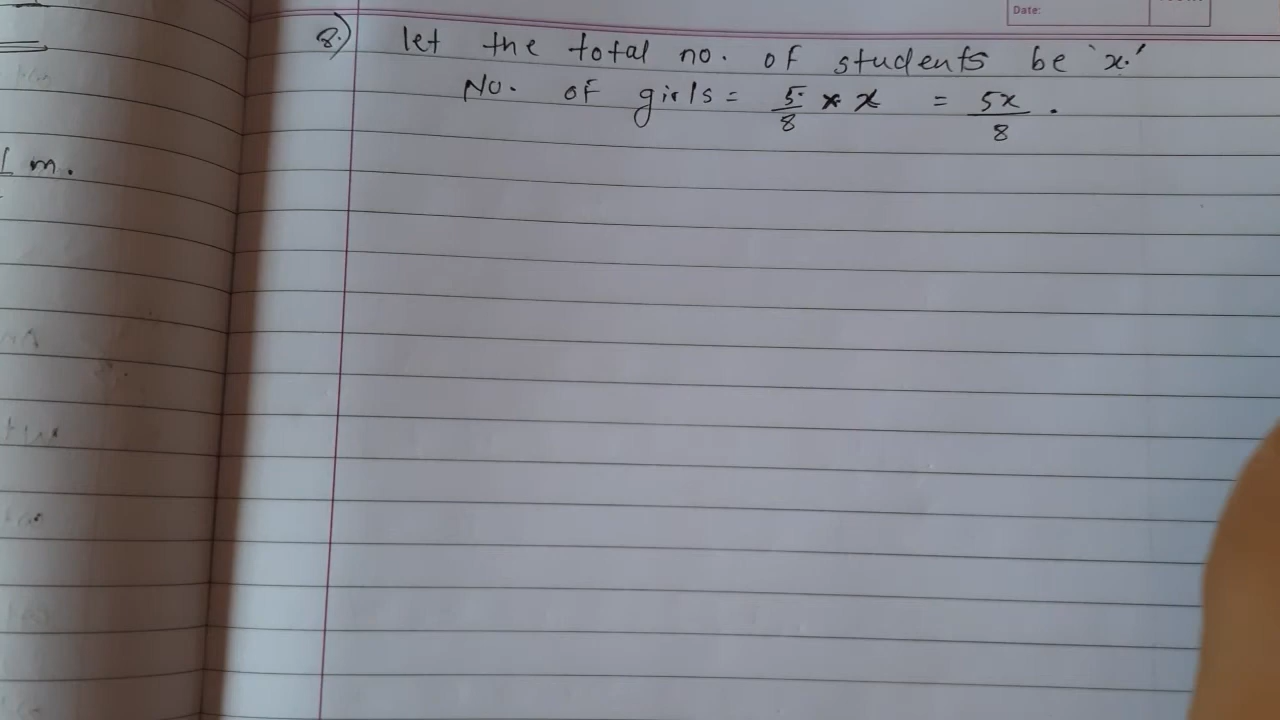 Date:
8.) let the total no. of students be 'x.'
No. of girls = 5/8 × x = 5x/8.
m.